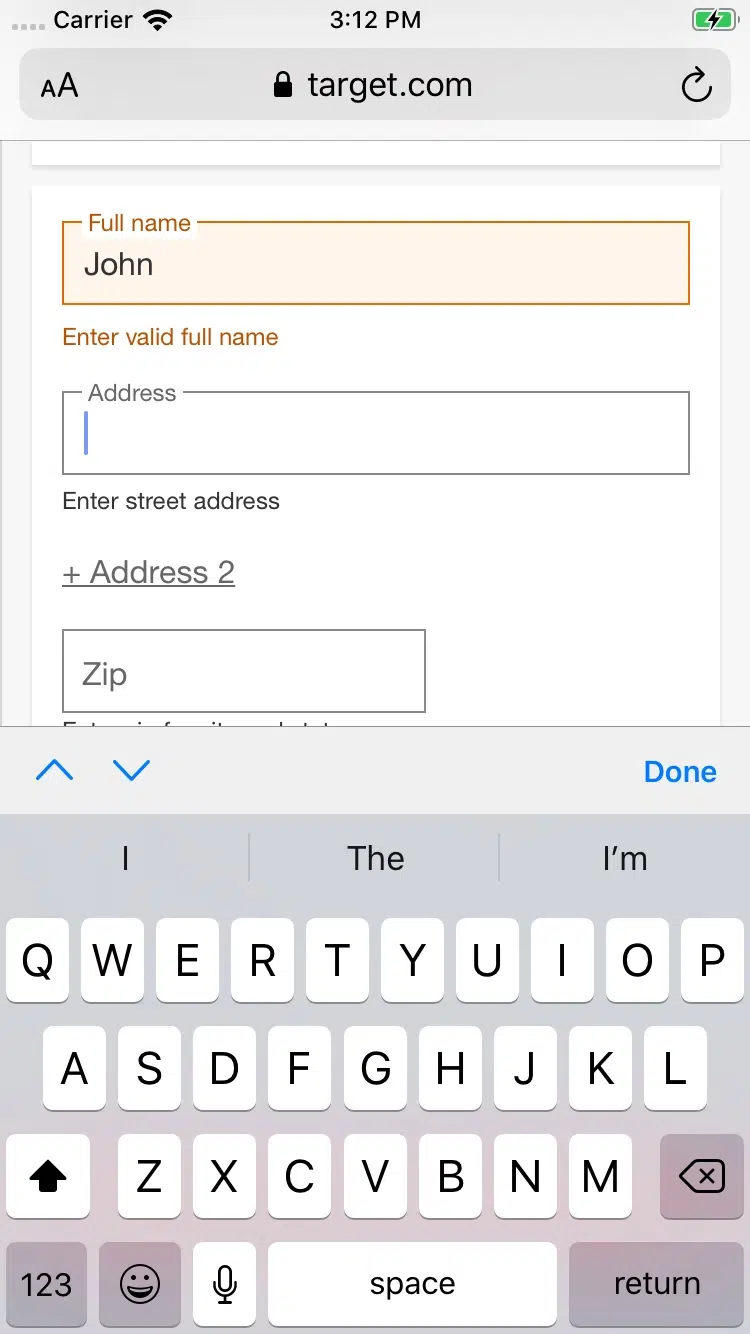 Carrier 3:12 PM
AA target.com
Full name
John
Enter valid full name
Address
Enter street address
+ Address 2
Zip
Done
I The I’m
Q W E R T Y U I O P
A S D F G H J K L
Z X C V B N M
123 space return